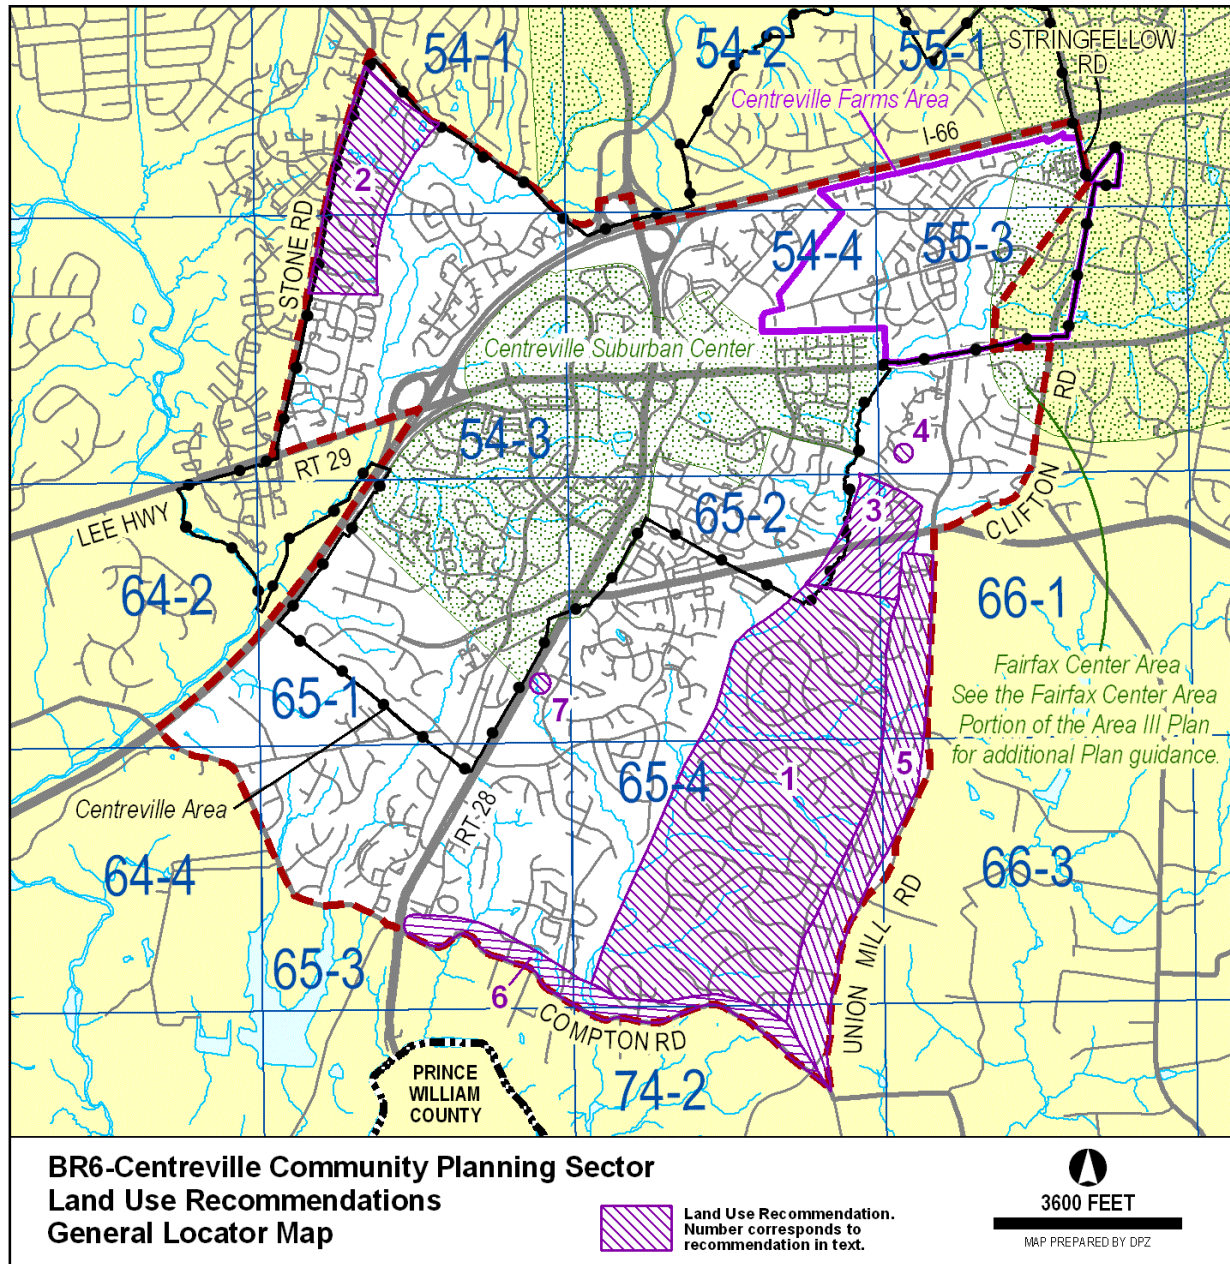 54-1
54-2
55-1
STRINGFELLOW
RD
Centreville Farms Area
I-66
2
STONE RD
54-4
55-3
Centreville Suburban Center
RD
54-3
4
RT 29
LEE HWY
CLIFTON
65-2
3
64-2
66-1
Fairfax Center Area
See the Fairfax Center Area
Portion of the Area III Plan
for additional Plan guidance.
65-1
7
65-4
1
5
Centreville Area
RT 28
64-4
66-3
UNION MILL RD
65-3
6
COMPTON RD
PRINCE
WILLIAM
COUNTY
74-2
BR6-Centreville Community Planning Sector
Land Use Recommendations
General Locator Map
Land Use Recommendation.
Number corresponds to
recommendation in text.
3600 FEET
MAP PREPARED BY DPZ